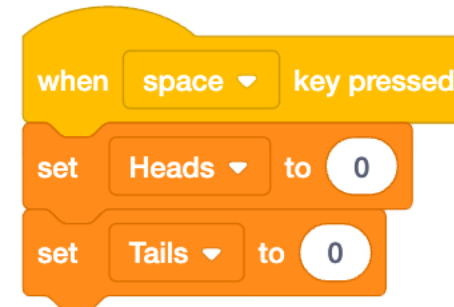 when space key pressed
set Heads to 0
set Tails to 0